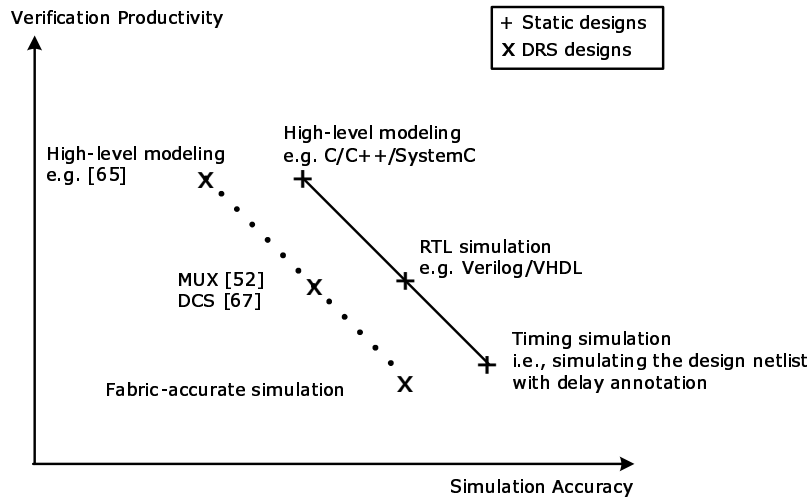 Verification Productivity
+ Static designs
X DRS designs
High-level modeling
e.g. C/C++/SystemC
High-level modeling
e.g. [65]
RTL simulation
e.g. Verilog/VHDL
MUX [52]
DCS [67]
Timing simulation
i.e., simulating the design netlist
with delay annotation
Fabric-accurate simulation
Simulation Accuracy